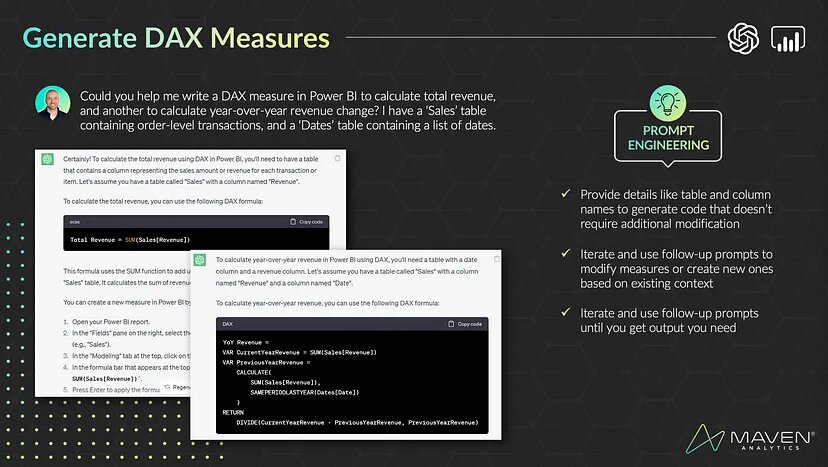 Generate DAX Measures
Could you help me write a DAX measure in Power BI to calculate total revenue,
and another to calculate year-over-year revenue change? I have a ‘Sales’ table
containing order-level transactions, and a ‘Dates’ table containing a list of dates.
Certainly! To calculate the total revenue using DAX in Power BI, you'll need to have a table
that contains a column representing the sales amount or revenue for each transaction or
item. Let's assume you have a table called "Sales" with a column named "Revenue".
To calculate the total revenue, you can use the following DAX formula:
scss
Copy code
Total Revenue = SUM(Sales[Revenue])
This formula uses the SUM function to add u
"Sales" table. It calculates the sum of revenu
You can create a new measure in Power BI by
1. Open your Power BI report.
2. In the "Fields" pane on the right, select the
(e.g., "Sales").
3. In the "Modeling" tab at the top, click on th
4. In the formula bar that appears at the top
SUM(Sales[Revenue])`.
5. Press Enter to apply the formu
Regene
To calculate year-over-year revenue in Power BI using DAX, you'll need a table with a date
column and a revenue column. Let's assume you have a table called "Sales" with a column
named "Revenue" and a column named "Date".
To calculate year-over-year revenue, you can use the following DAX formula:
DAX
Copy code
YoY Revenue =
VAR CurrentYearRevenue = SUM(Sales[Revenue])
VAR PreviousYearRevenue =
CALCULATE(
SUM(Sales[Revenue]),
SAMEPERIODLASTYEAR(Dates[Date])
)
RETURN
DIVIDE(CurrentYearRevenue - PreviousYearRevenue, PreviousYearRevenue)
PROMPT
ENGINEERING
✓ Provide details like table and column
names to generate code that doesn’t
require additional modification
✓ Iterate and use follow-up prompts to
modify measures or create new ones
based on existing context
✓ Iterate and use follow-up prompts
until you get output you need
MAVEN®
ANALYTICS